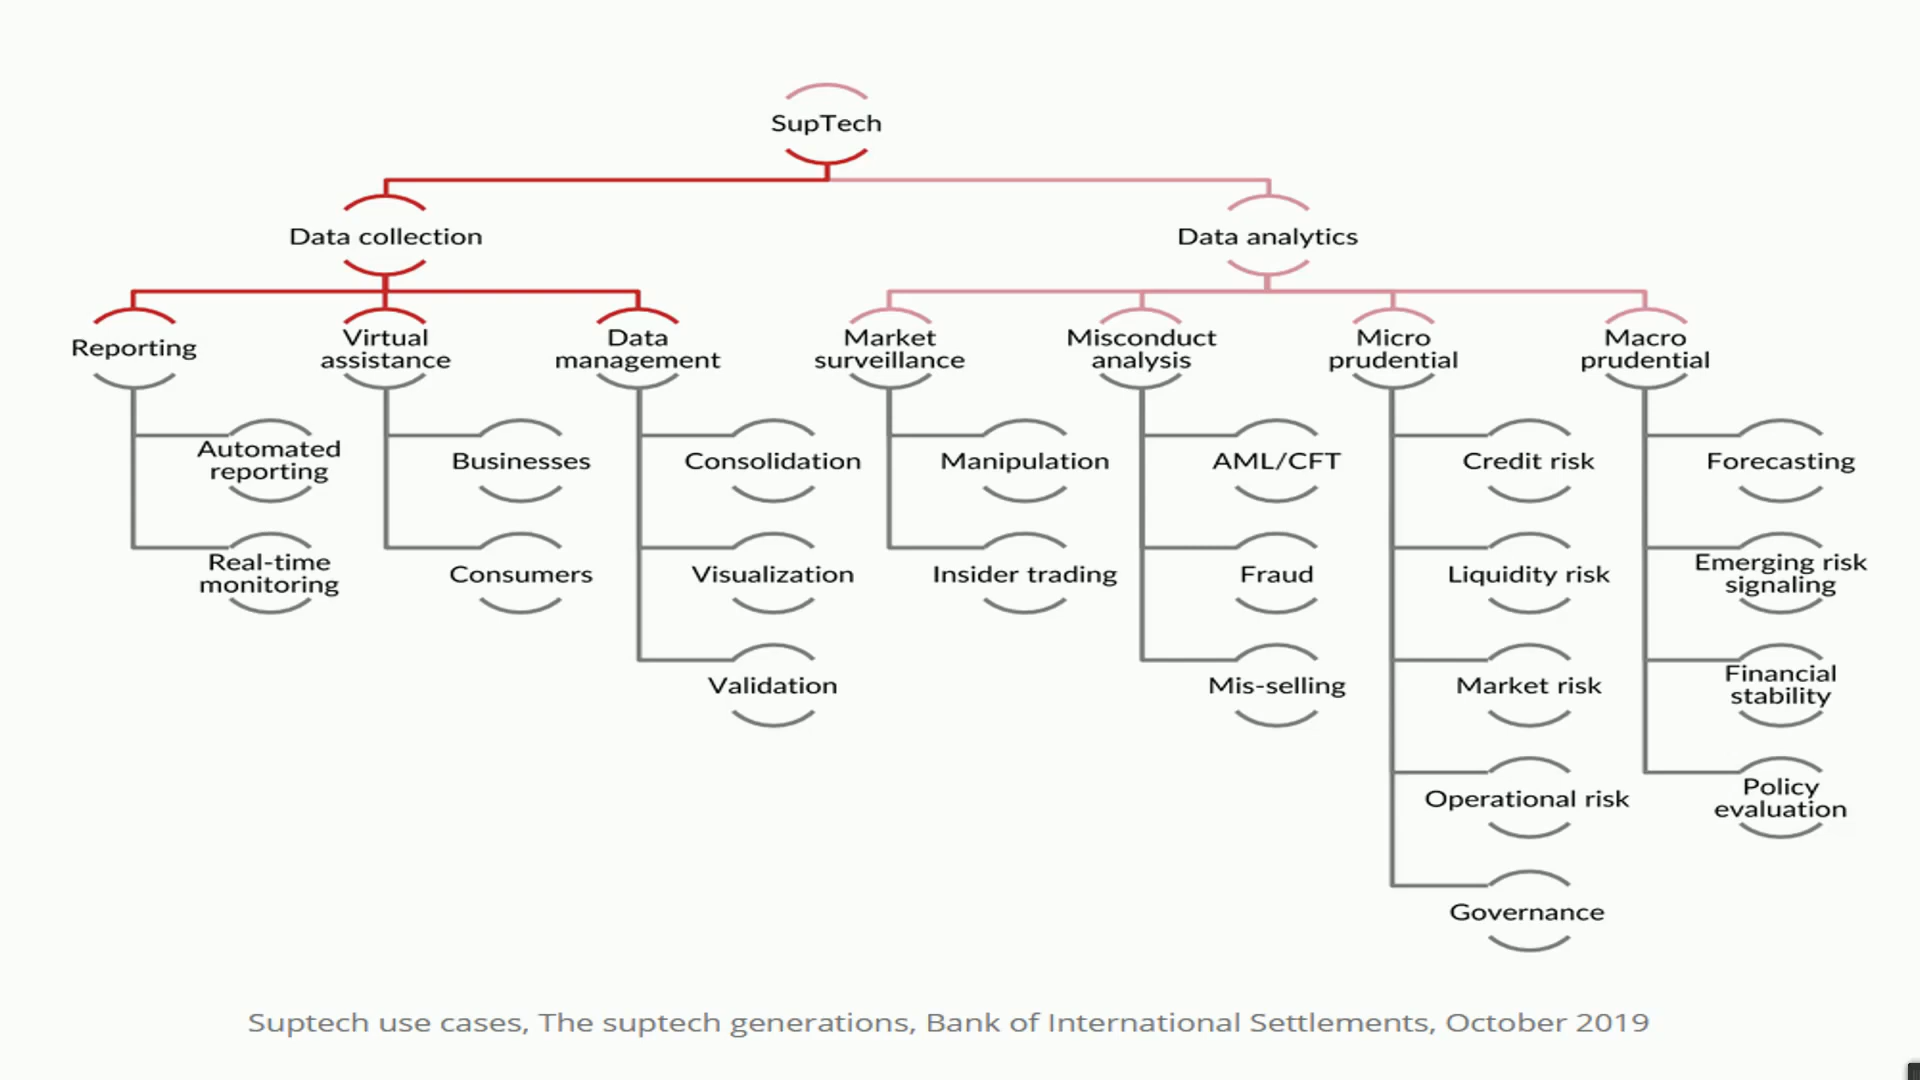 SupTech
Data collection
Data analytics
Reporting
Virtual
assistance
Data
management
Market
surveillance
Misconduct
analysis
Micro
prudential
Macro
prudential
Automated
reporting
Real-time
monitoring
Businesses
Consumers
Consolidation
Visualization
Validation
Manipulation
Insider trading
AML/CFT
Fraud
Mis-selling
Credit risk
Liquidity risk
Market risk
Operational risk
Governance
Forecasting
Emerging risk
signaling
Financial
stability
Policy
evaluation
Suptech use cases, The suptech generations, Bank of International Settlements, October 2019